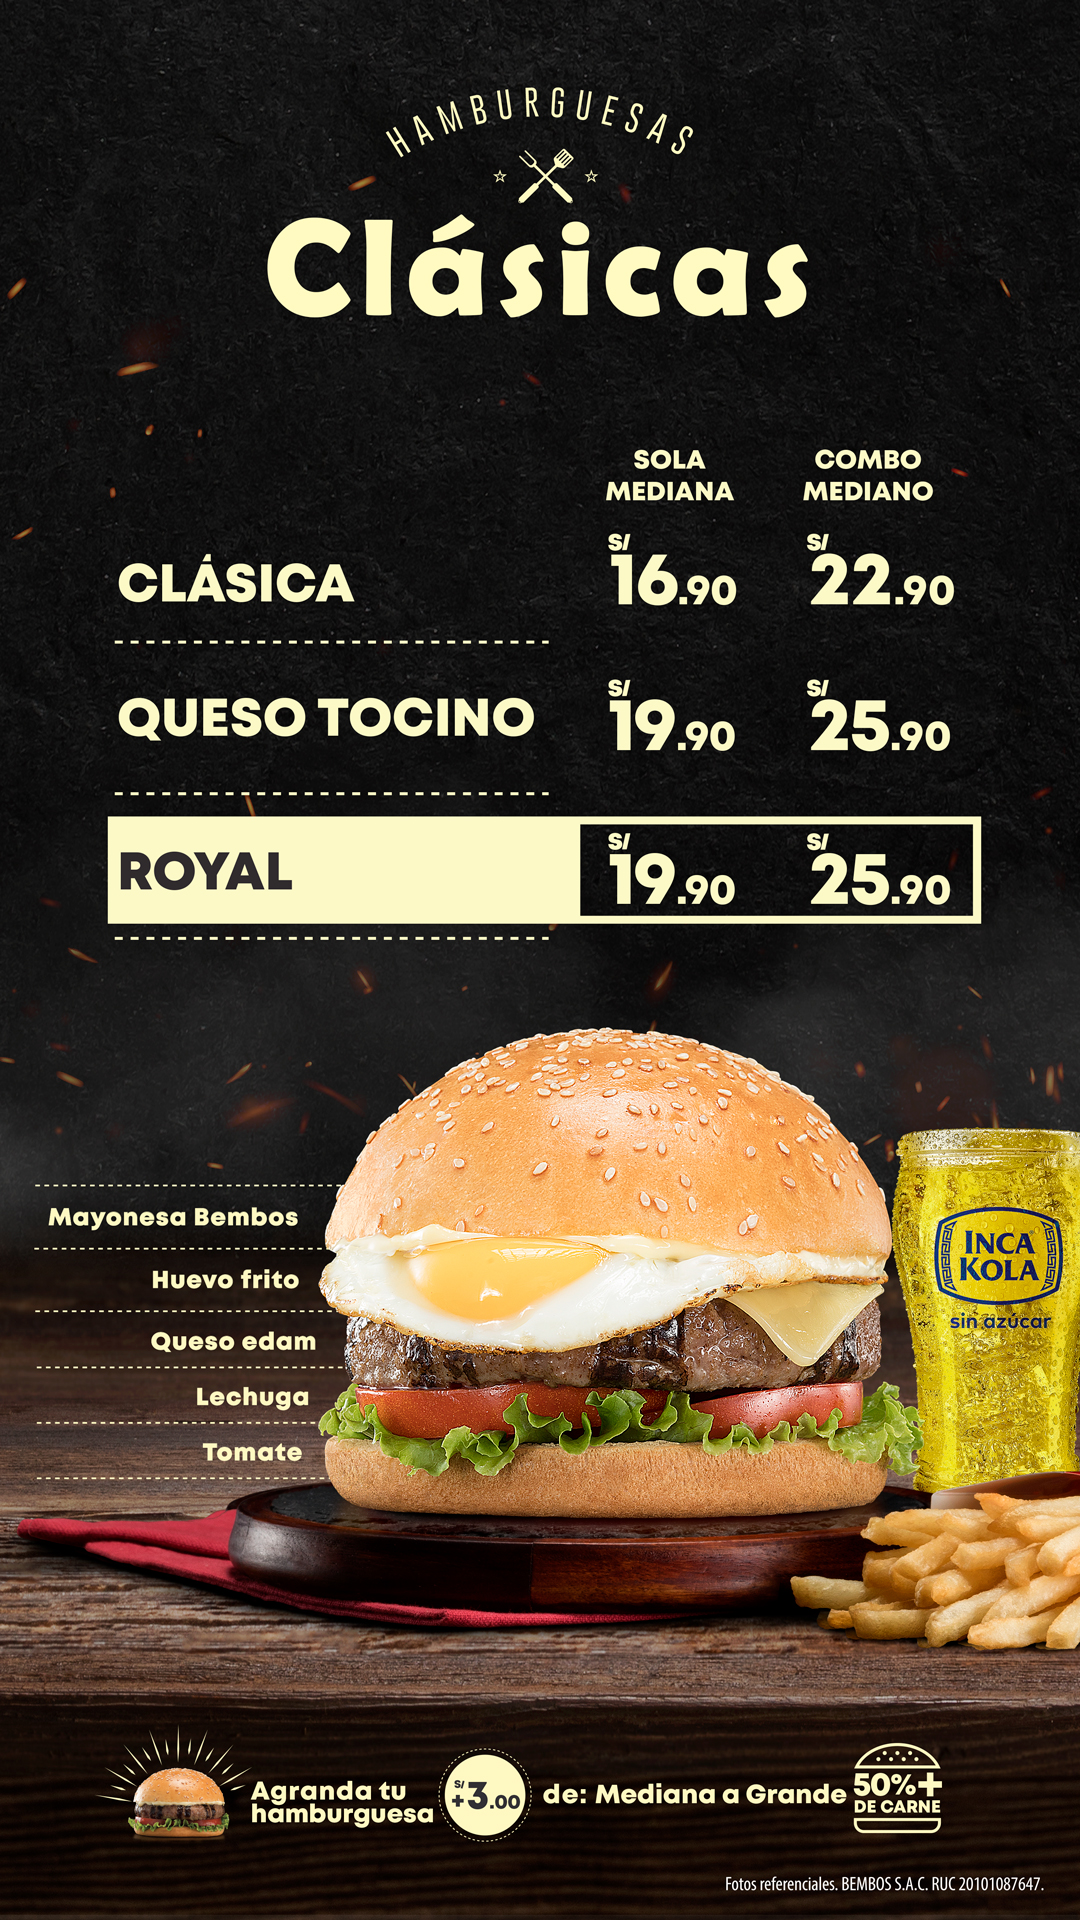 HAMBURGUESAS
Clásicas
SOLA MEDIANA
COMBO MEDIANO
CLÁSICA S/ 16.90 S/ 22.90
QUESO TOCINO S/ 19.90 S/ 25.90
ROYAL S/ 19.90 S/ 25.90
Mayonesa Bembos
Huevo frito
Queso edam
Lechuga
Tomate
INCA
KOLA
sin azúcar
Agranda tu
hamburguesa
S/ +3.00
de: Mediana a Grande
50%+
DE CARNE
Fotos referenciales. BEMBOS S.A.C. RUC 20101087647.